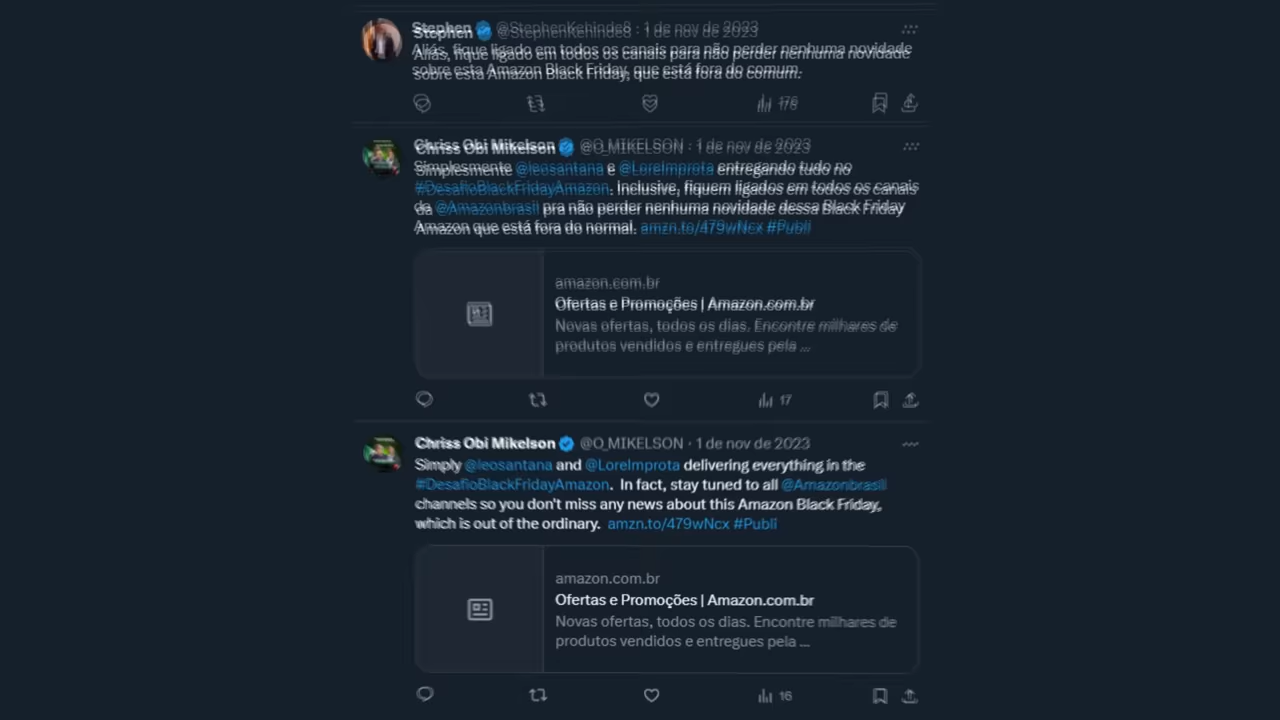 Stephen @StephenKehinde8 · 1 de nov de 2023
Aliás, fique ligado em todos os canais para não perder nenhuma novidade
sobre esta Amazon Black Friday, que está fora do comum.
176
Chriss Obi Mikelson @O_MIKELSON · 1 de nov de 2023
Simplesmente @leosantana e @LoreImprota entregando tudo no
#DesafioBlackFridayAmazon. Inclusive, fiquem ligados em todos os canais
da @Amazonbrasil pra não perder nenhuma novidade dessa Black Friday
Amazon que está fora do normal. amzn.to/479wNcx #Publi
amazon.com.br
Ofertas e Promoções | Amazon.com.br
Novas ofertas, todos os dias. Encontre milhares de
produtos vendidos e entregues pela ...
17
Chriss Obi Mikelson @O_MIKELSON · 1 de nov de 2023
Simply @leosantana and @LoreImprota delivering everything in the
#DesafioBlackFridayAmazon. In fact, stay tuned to all @Amazonbrasil
channels so you don't miss any news about this Amazon Black Friday,
which is out of the ordinary. amzn.to/479wNcx #Publi
amazon.com.br
Ofertas e Promoções | Amazon.com.br
Novas ofertas, todos os dias. Encontre milhares de
produtos vendidos e entregues pela ...
16